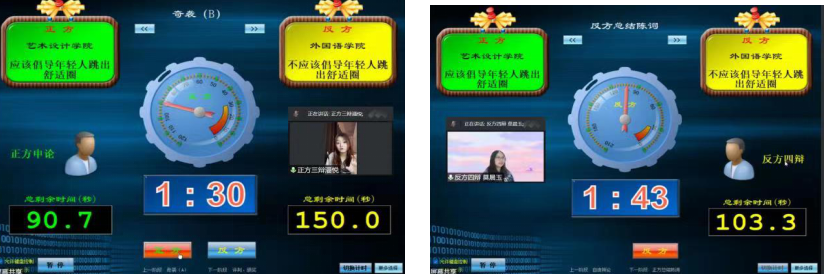 奇袭 (B)
正方
艺术设计学院
应该倡导年轻人跳出
舒适圈
<<
>>
反方
外国语学院
不应该倡导年轻人跳
出舒适圈
正方申论
正在讲话: 正方三辩
正方三辩
总剩余时间(秒)
90.7
1:30
总剩余时间(秒)
150.0
正方
反方
暂停
切换计时
反方总结陈词
正方
艺术设计学院
应该倡导年轻人跳出
舒适圈
<<
>>
反方
外国语学院
不应该倡导年轻人跳
出舒适圈
反方
正在讲话: 反方四辩
反方四辩
反方四辩
1:43
总剩余时间(秒)
103.3
反方
暂停